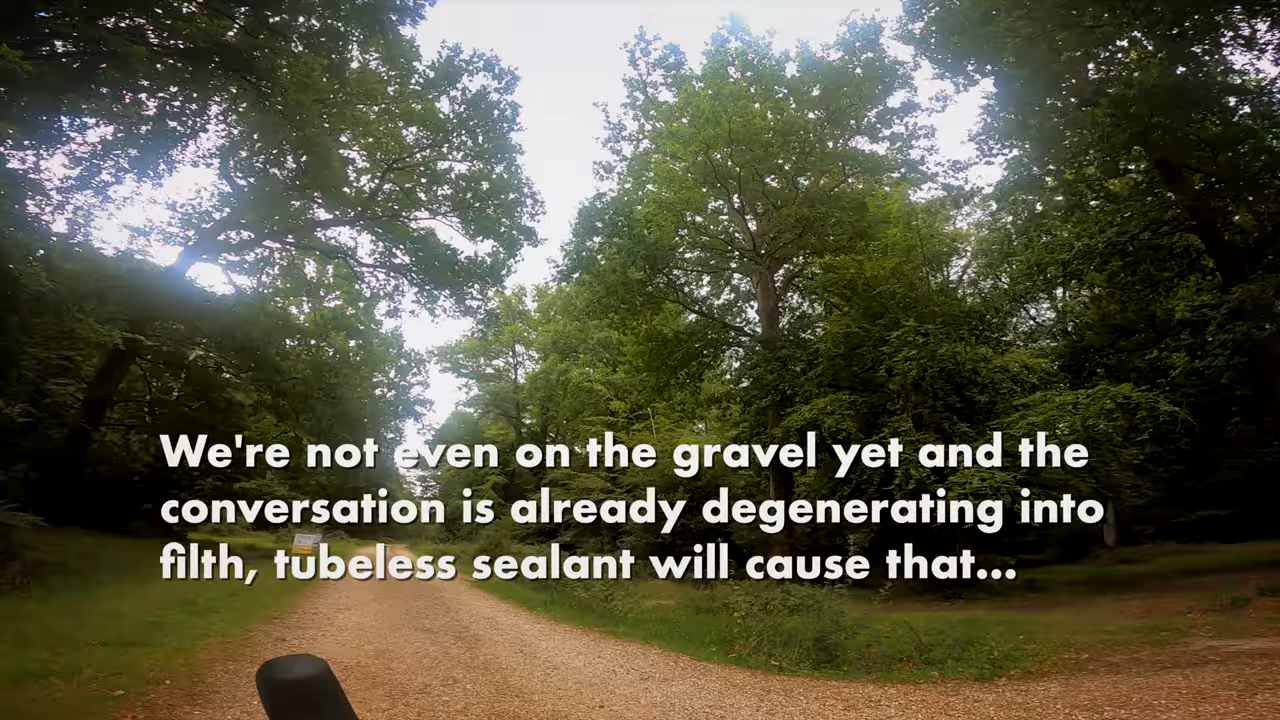 We're not even on the gravel yet and the
conversation is already degenerating into
filth, tubeless sealant will cause that...